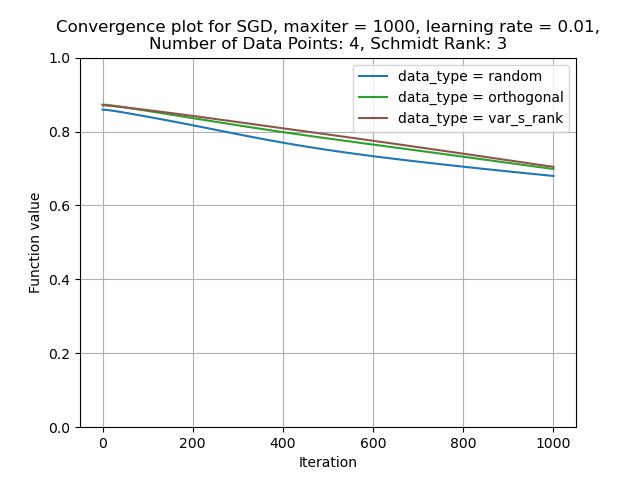 Convergence plot for SGD, maxiter = 1000, learning rate = 0.01,
Number of Data Points: 4, Schmidt Rank: 3
data_type = random
data_type = orthogonal
data_type = var_s_rank
Function value
1.0
0.8
0.6
0.4
0.2
0.0
0 200 400 600 800 1000
Iteration